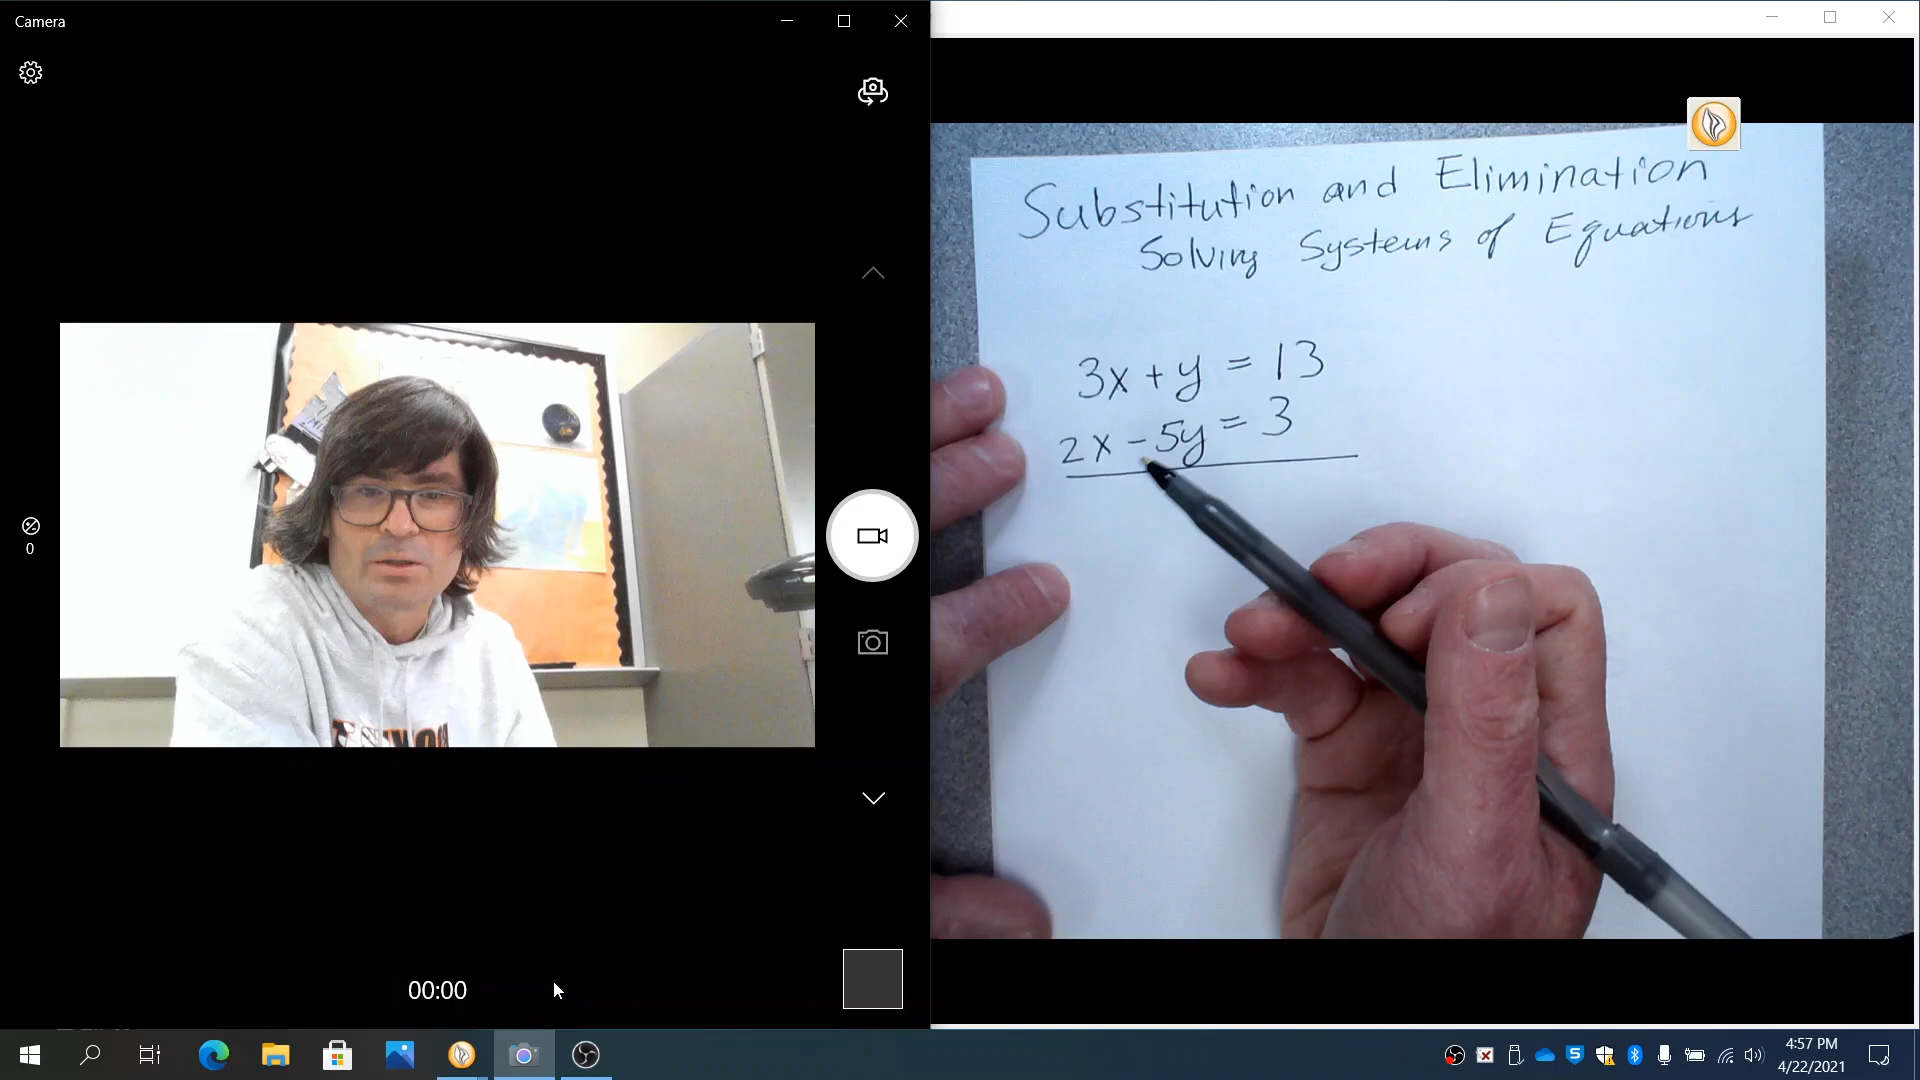 Camera
0
00:00
Substitution and Elimination
Solving Systems of Equations
3x + y = 13
2x - 5y = 3
4:57 PM
4/22/2021